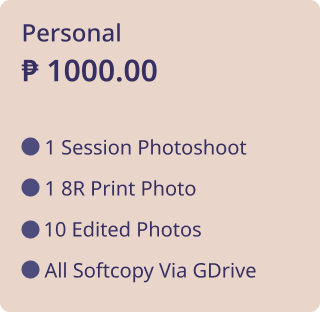 Personal
₱ 1000.00
1 Session Photoshoot
1 8R Print Photo
10 Edited Photos
All Softcopy Via GDrive